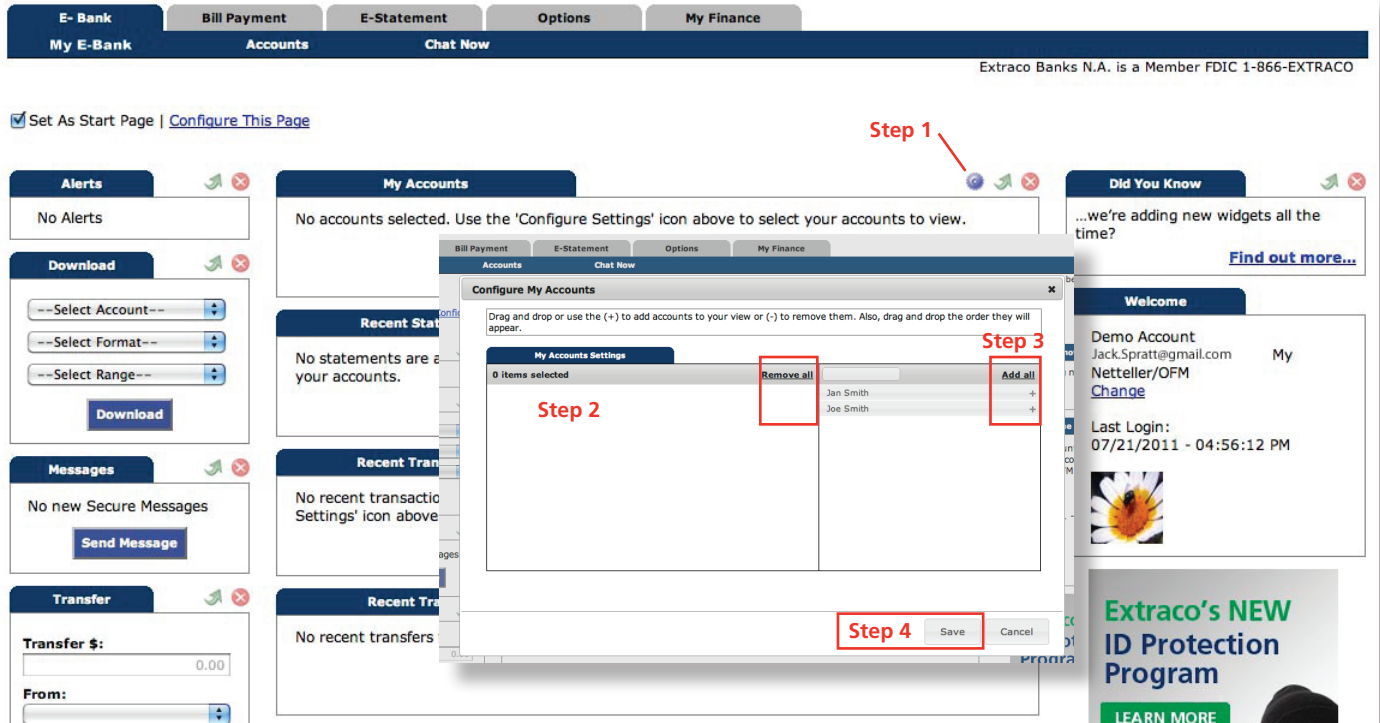 E- Bank
Bill Payment
E-Statement
Options
My Finance
My E-Bank
Accounts
Chat Now
Extraco Banks N.A. is a Member FDIC 1-866-EXTRACO
Set As Start Page | Configure This Page
Step 1
Alerts
No Alerts
Download
--Select Account--
--Select Format--
--Select Range--
Download
Messages
No new Secure Messages
Send Message
Transfer
Transfer $:
0.00
From:
My Accounts
No accounts selected. Use the 'Configure Settings' icon above to select your accounts to view.
Recent Stat
No statements are a
your accounts.
Recent Tran
No recent transactio
Settings' icon above
Recent Tra
No recent transfers
Bill Payment
E-Statement
Options
My Finance
Accounts
Chat Now
Configure My Accounts
Drag and drop or use the (+) to add accounts to your view or (-) to remove them. Also, drag and drop the order they will
appear.
Step 3
My Accounts Settings
0 items selected
Remove all
Add all
Step 2
Jan Smith +
Joe Smith +
Step 4
Save
Cancel
Did You Know
...we’re adding new widgets all the
time?
Find out more...
Welcome
Demo Account
Jack.Spratt@gmail.com My
Netteller/OFM
Change
Last Login:
07/21/2011 - 04:56:12 PM
Extraco’s NEW
ID Protection
Program
LEARN MORE